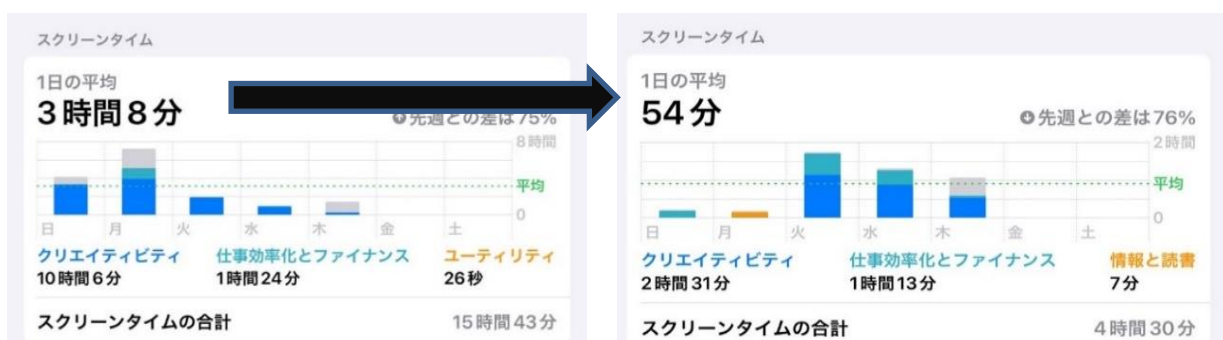 スクリーンタイム
1日の平均
3時間8分
先週との差は75%
8時間
平均
0
日 月 火 水 木 金 土
クリエイティビティ 仕事効率化とファイナンス ユーティリティ
10時間6分 1時間24分 26秒
スクリーンタイムの合計 15時間43分
スクリーンタイム
1日の平均
54分
先週との差は76%
2時間
平均
0
日 月 火 水 木 金 土
クリエイティビティ 仕事効率化とファイナンス 情報と読書
2時間31分 1時間13分 7分
スクリーンタイムの合計 4時間30分